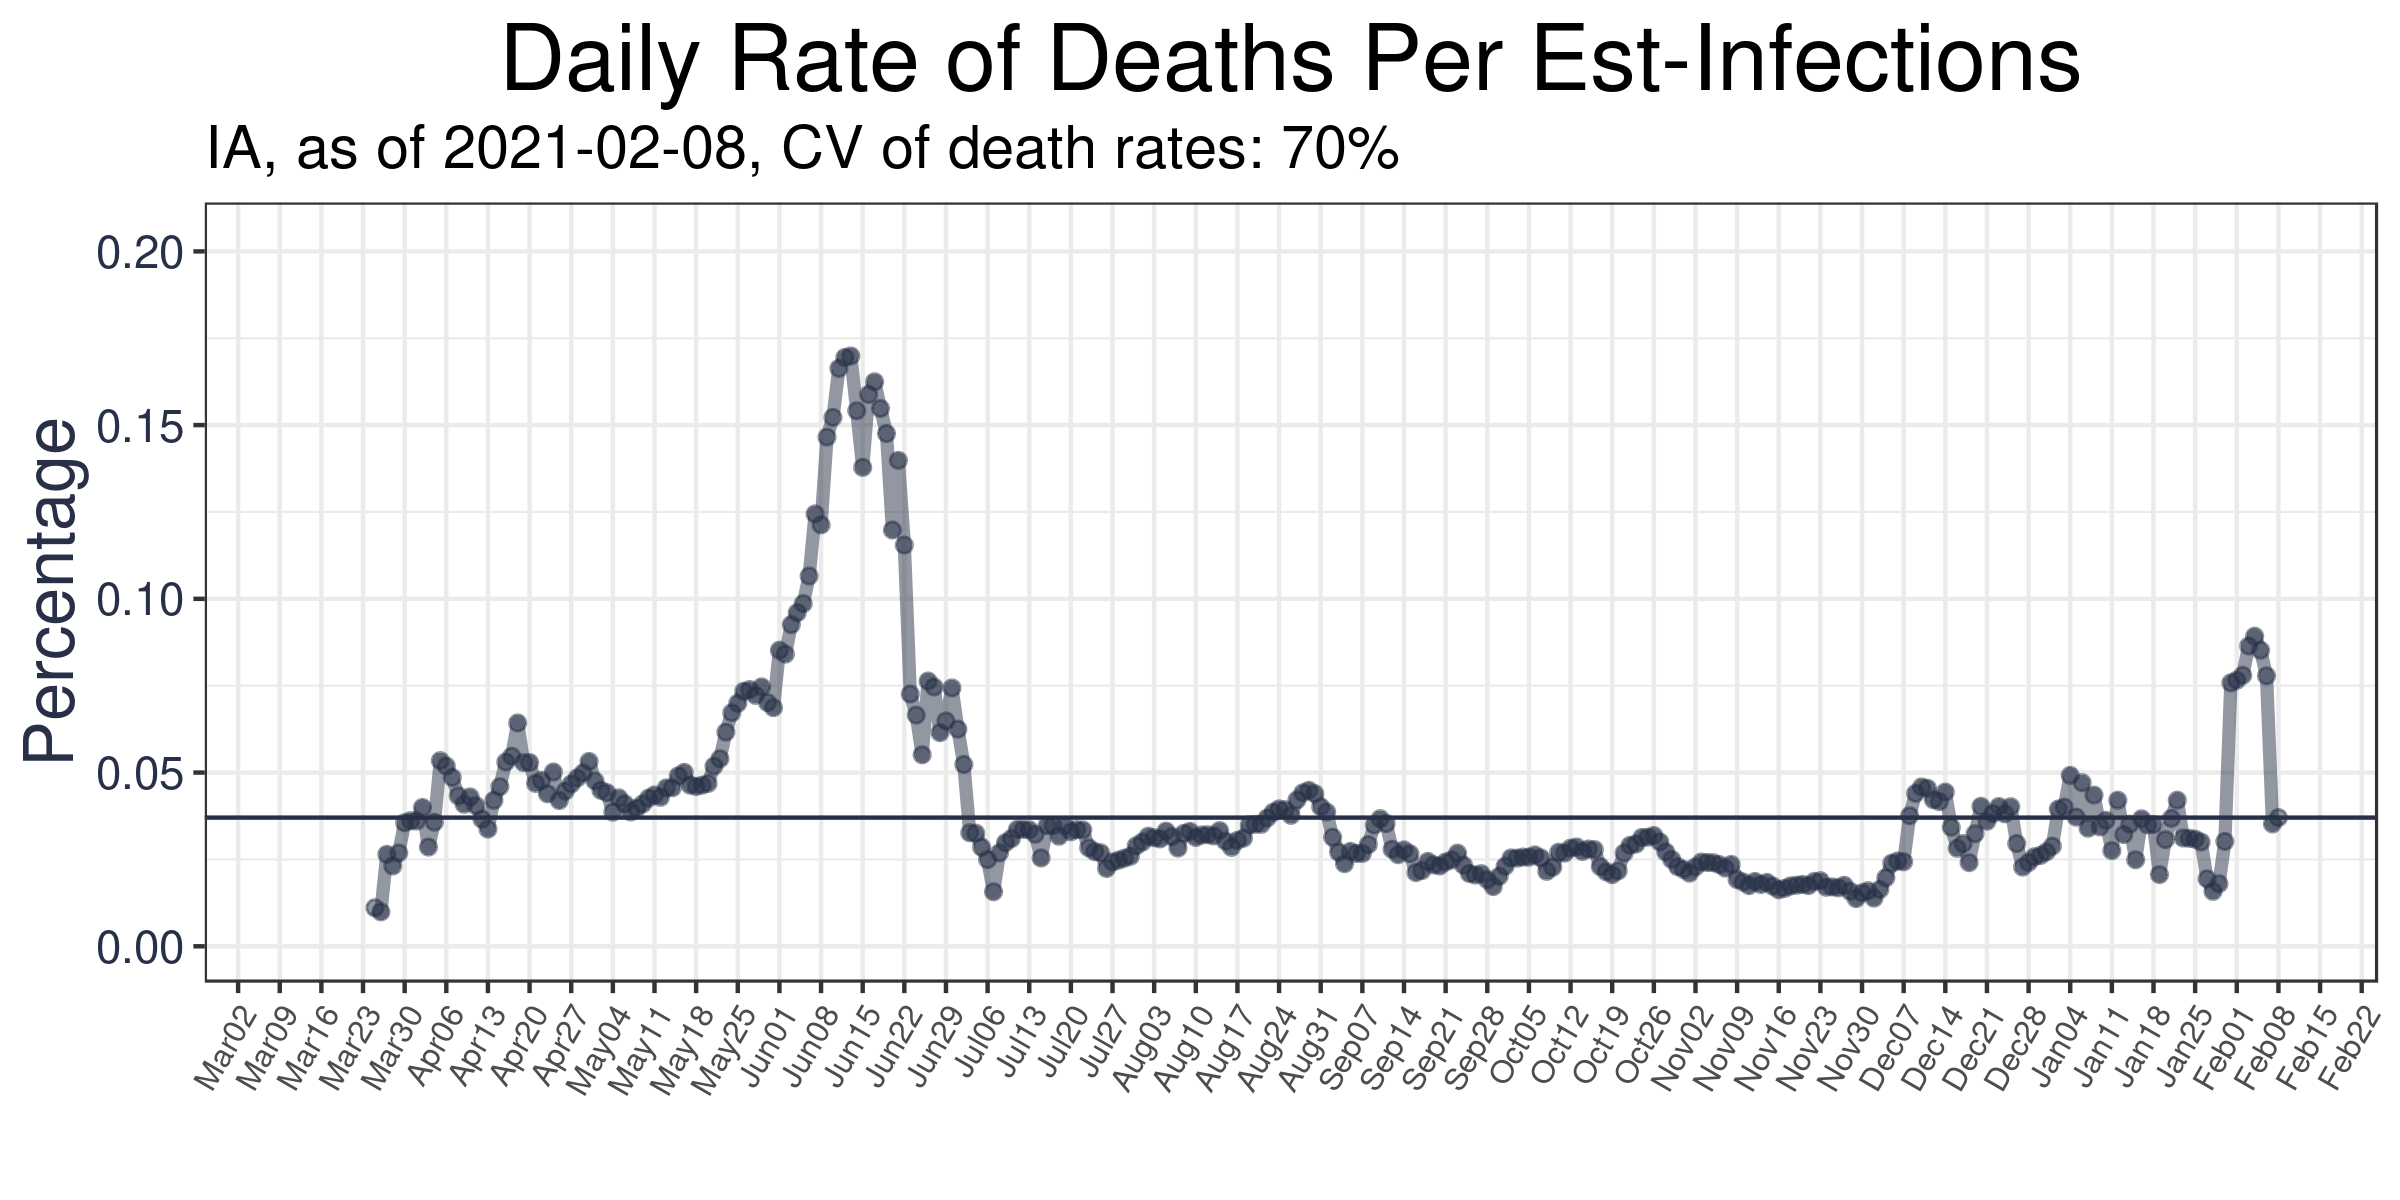 Daily Rate of Deaths Per Est-Infections
IA, as of 2021-02-08, CV of death rates: 70%
Percentage
0.20
0.15
0.10
0.05
0.00
Mar02
Mar09
Mar16
Mar23
Mar30
Apr06
Apr13
Apr20
Apr27
May04
May11
May18
May25
Jun01
Jun08
Jun15
Jun22
Jun29
Jul06
Jul13
Jul20
Jul27
Aug03
Aug10
Aug17
Aug24
Aug31
Sep07
Sep14
Sep21
Sep28
Oct05
Oct12
Oct19
Oct26
Nov02
Nov09
Nov16
Nov23
Nov30
Dec07
Dec14
Dec21
Dec28
Jan04
Jan11
Jan18
Jan25
Feb01
Feb08
Feb15
Feb22